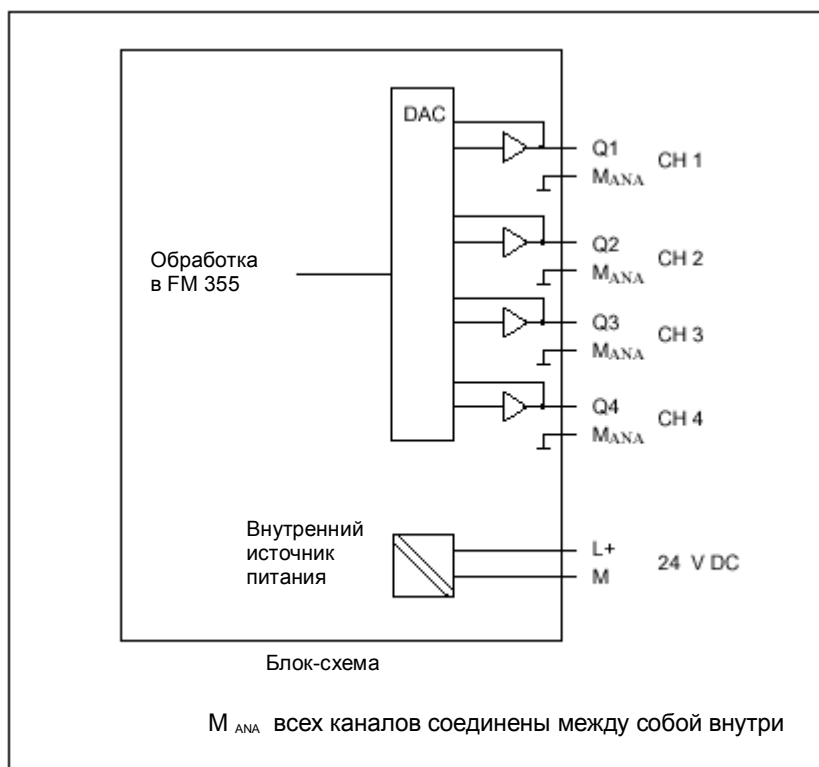 DAC
Q1
MANA
CH 1
Q2
MANA
CH 2
Обработка
в FM 355
Q3
MANA
CH 3
Q4
MANA
CH 4
Внутренний
источник
питания
L+
M
24 V DC
Блок-схема
M ANA всех каналов соединены между собой внутри